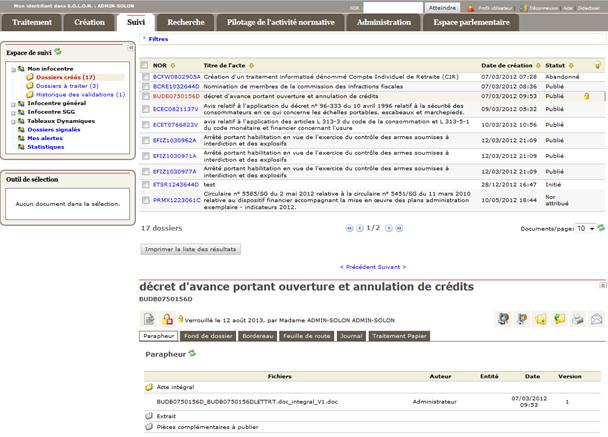 Mon identifiant dans S.O.L.O.N. : ADMIN-SOLON
NOR Atteindre Profil utilisateur | Déconnexion | Aide | Didacticiel
Traitement Création Suivi Recherche Pilotage de l'activité normative Administration Espace parlementaire
Espace de suivi
Mon infocentre
Dossiers créés (17)
Dossiers à traiter (3)
Historique des validations (1)
Infocentre général
Infocentre SGG
Tableaux Dynamiques
Dossiers signalés
Mes alertes
Statistiques
Outil de sélection
Aucun document dans la sélection.
Filtres
NOR Titre de l'acte Date de création Statut
BCFW0802905A Création d'un traitement informatisé dénommé Compte Individuel de Retraite (CIR) 07/03/2012 07:28 Abandonné
BCRE1032644D Nomination de membres de la commission des infractions fiscales 07/03/2012 08:36 Publié
BUDB0750156D décret d'avance portant ouverture et annulation de crédits 07/03/2012 09:53 Publié
ECEC0821137V Avis relatif à l'application du décret n° 96-333 du 10 avril 1996 relatif à la sécurité des consommateurs en ce qui concerne les échelles portables, escabeaux et marchepieds. 09/03/2012 05:32 Publié
ECET0766823V avis relatif à l'application des articles L 313-3 du code de la consommation et L 313-5-1 du code monétaire et financier concernant l'usure 10/03/2012 10:56 Publié
EFIZ1030962A Arrêté portant habilitation en vue de l'exercice du contrôle des armes soumises à interdiction et des explosifs 12/03/2012 21:09 Publié
EFIZ1030971A Arrêté portant habilitation en vue de l'exercice du contrôle des armes soumises à interdiction et des explosifs 12/03/2012 21:09 Publié
EFIZ1030977A Arrêté portant habilitation en vue de l'exercice du contrôle des armes soumises à interdiction et des explosifs 12/03/2012 21:09 Publié
ETSR1243644D test 28/12/2012 16:47 Initié
PRMX1223061C Circulaire n° 5585/SG du 2 mai 2012 relative à la circulaire n° 5451/SG du 11 mars 2010 relative au dispositif financier accompagnant la mise en œuvre des plans administration exemplaire - indicateurs 2012. 10/05/2012 18:44 Nor attribué
17 dossiers 1/2 Documents/page: 10
Imprimer la liste des résultats
< Précédent Suivant >
décret d'avance portant ouverture et annulation de crédits
BUDB0750156D
Verrouillé le 12 août 2013, par Madame ADMIN-SOLON ADMIN-SOLON
Parapheur Fond de dossier Bordereau Feuille de route Journal Traitement Papier
Parapheur
Fichiers Auteur Entité Date Version
Acte intégral
BUDB0750156D_BUDB0750156DLETTRT.doc_integral_V1.doc Administrateur 07/03/2012 09:53 1
Extrait
Pièces complémentaires à publier